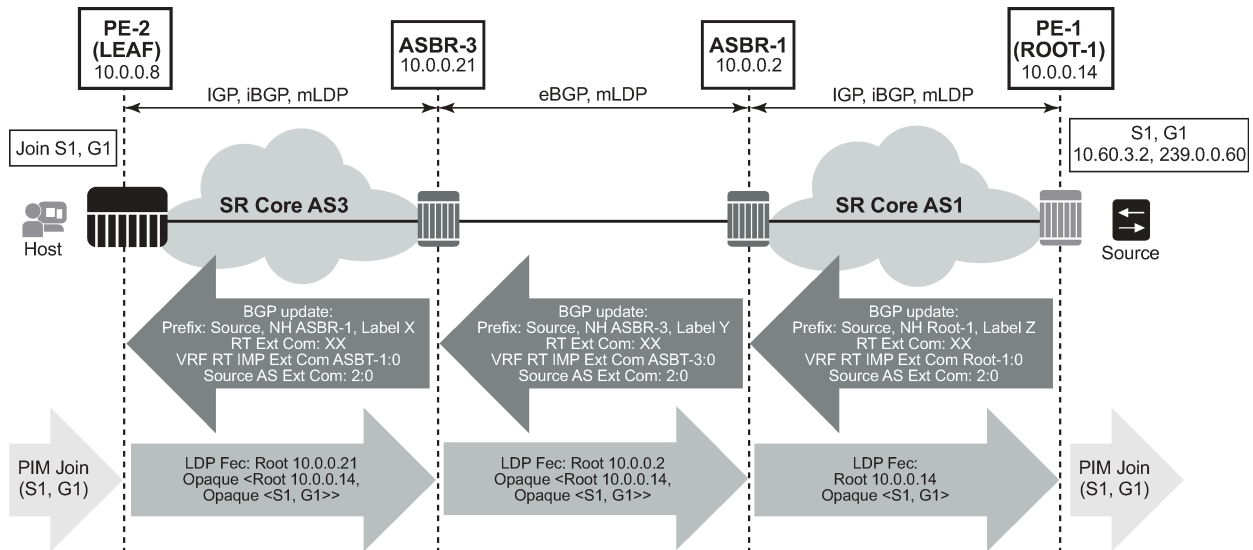 PE-2
(LEAF)
10.0.0.8
ASBR-3
10.0.0.21
ASBR-1
10.0.0.2
PE-1
(ROOT-1)
10.0.0.14
IGP, iBGP, mLDP
eBGP, mLDP
IGP, iBGP, mLDP
Join S1, G1
S1, G1
10.60.3.2, 239.0.0.60
Host
SR Core AS3
SR Core AS1
Source
BGP update:
Prefix: Source, NH ASBR-1, Label X
RT Ext Com: XX
VRF RT IMP Ext Com ASBT-1:0
Source AS Ext Com: 2:0
BGP update:
Prefix: Source, NH ASBR-3, Label Y
RT Ext Com: XX
VRF RT IMP Ext Com ASBT-3:0
Source AS Ext Com: 2:0
BGP update:
Prefix: Source, NH Root-1, Label Z
RT Ext Com: XX
VRF RT IMP Ext Com Root-1:0
Source AS Ext Com: 2:0
PIM Join
(S1, G1)
LDP Fec: Root 10.0.0.21
Opaque <Root 10.0.0.14,
Opaque <S1, G1>>
LDP Fec: Root 10.0.0.2
Opaque <Root 10.0.0.14,
Opaque <S1, G1>>
LDP Fec:
Root 10.0.0.14
Opaque <S1, G1>
PIM Join
(S1, G1)